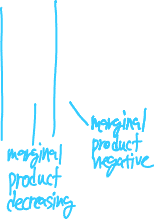 marginal
product
negative
marginal
product
decreasing